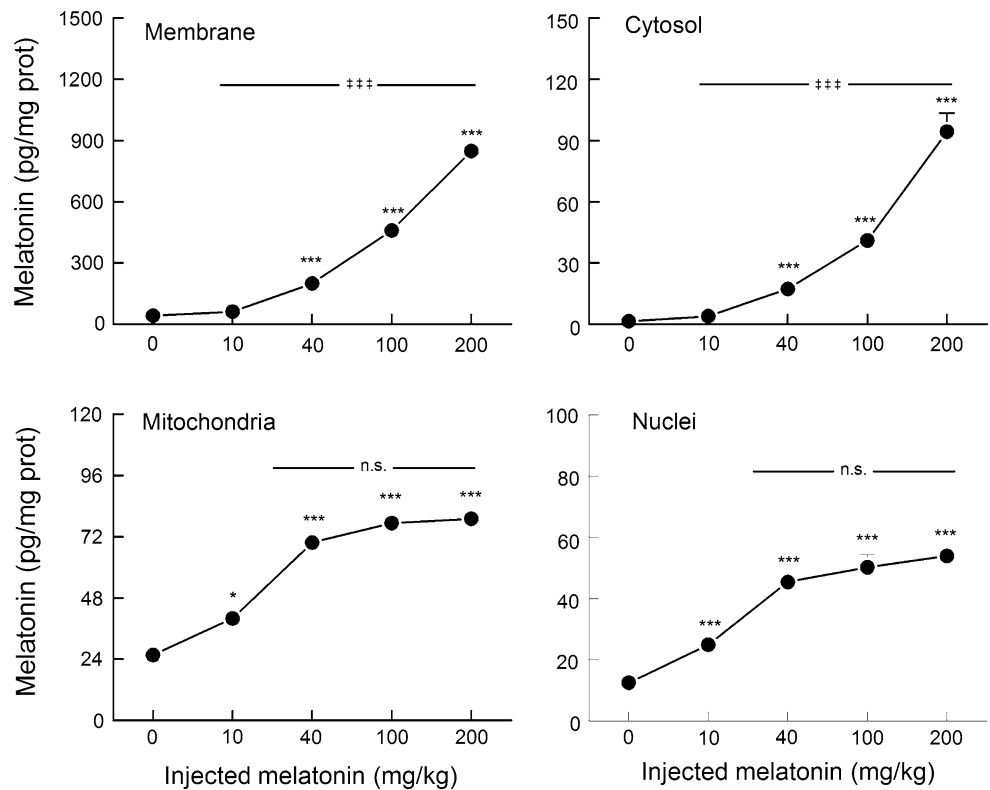 Membrane
Melatonin (pg/mg prot)
1500
1200
900
600
300
0
‡‡‡
***
***
***
0 10 40 100 200
Cytosol
150
120
90
60
30
0
‡‡‡
***
***
***
0 10 40 100 200
Mitochondria
Melatonin (pg/mg prot)
120
96
72
48
24
0
n.s.
*
***
***
***
0 10 40 100 200
Injected melatonin (mg/kg)
Nuclei
100
80
60
40
20
0
n.s.
***
***
***
***
0 10 40 100 200
Injected melatonin (mg/kg)